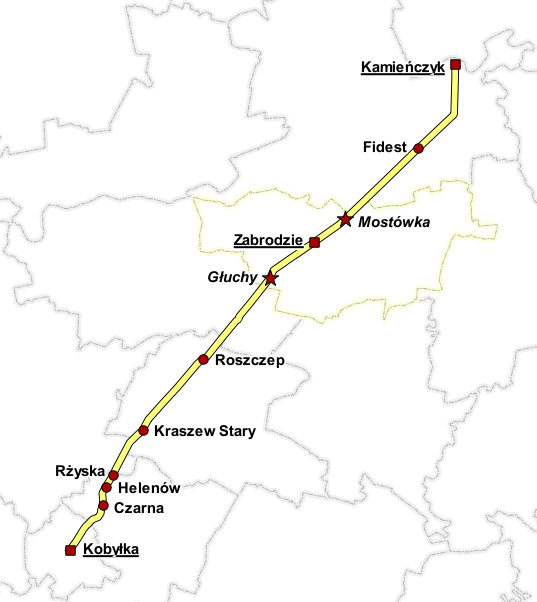 Kamieńczyk
Fidest
Mostówka
Zabrodzie
Głuchy
Roszczep
Kraszew Stary
Rżyska
Helenów
Czarna
Kobyłka